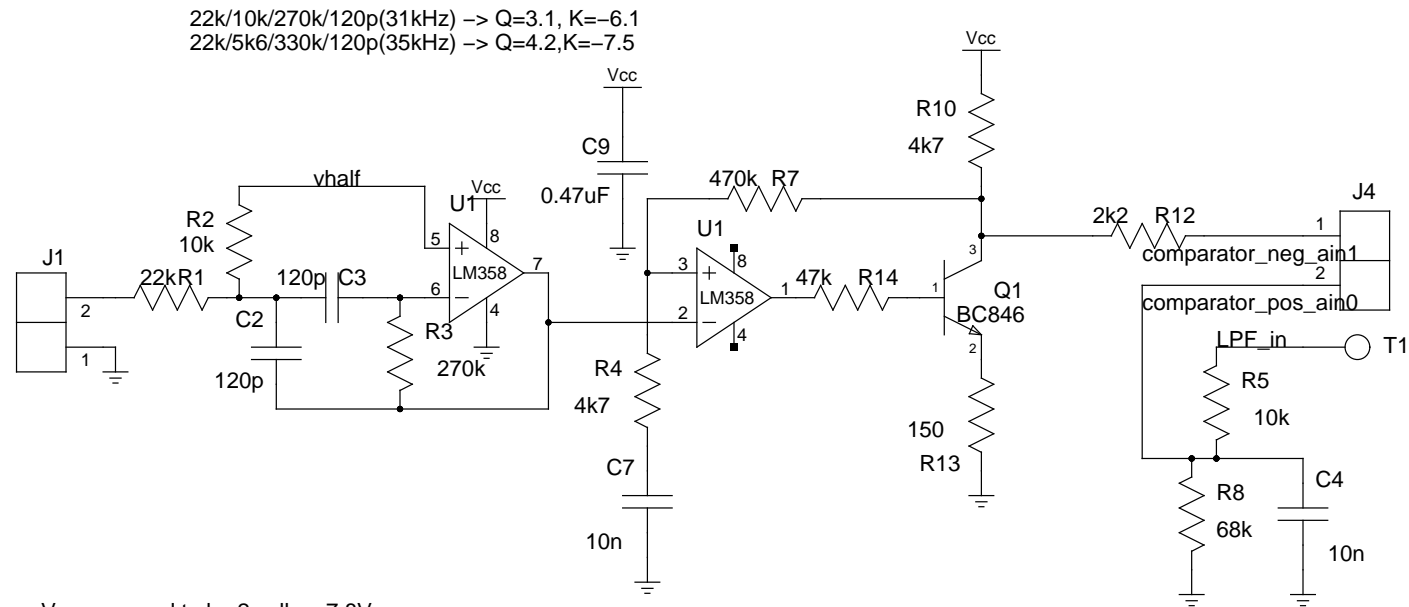 22k/10k/270k/120p(31kHz) −> Q=3.1, K=−6.1
22k/5k6/330k/120p(35kHz) −> Q=4.2,K=−7.5
Vcc
Vcc
R10
4k7
C9
0.47uF
vhalf
Vcc
U1
470k R7
J4
R2
10k
5
+
8
U1
2k2 R12
1
J1
LM358
7
3
+
8
47k
3
comparator_neg_ain1
22kR1
120p C3
6
−
4
LM358
1
R14
1
Q1
2
2
C2
R3
2
−
4
BC846
comparator_pos_ain0
1
120p
270k
2
LPF_in
T1
R4
4k7
R5
10k
150
R13
C7
10n
R8
68k
C4
10n